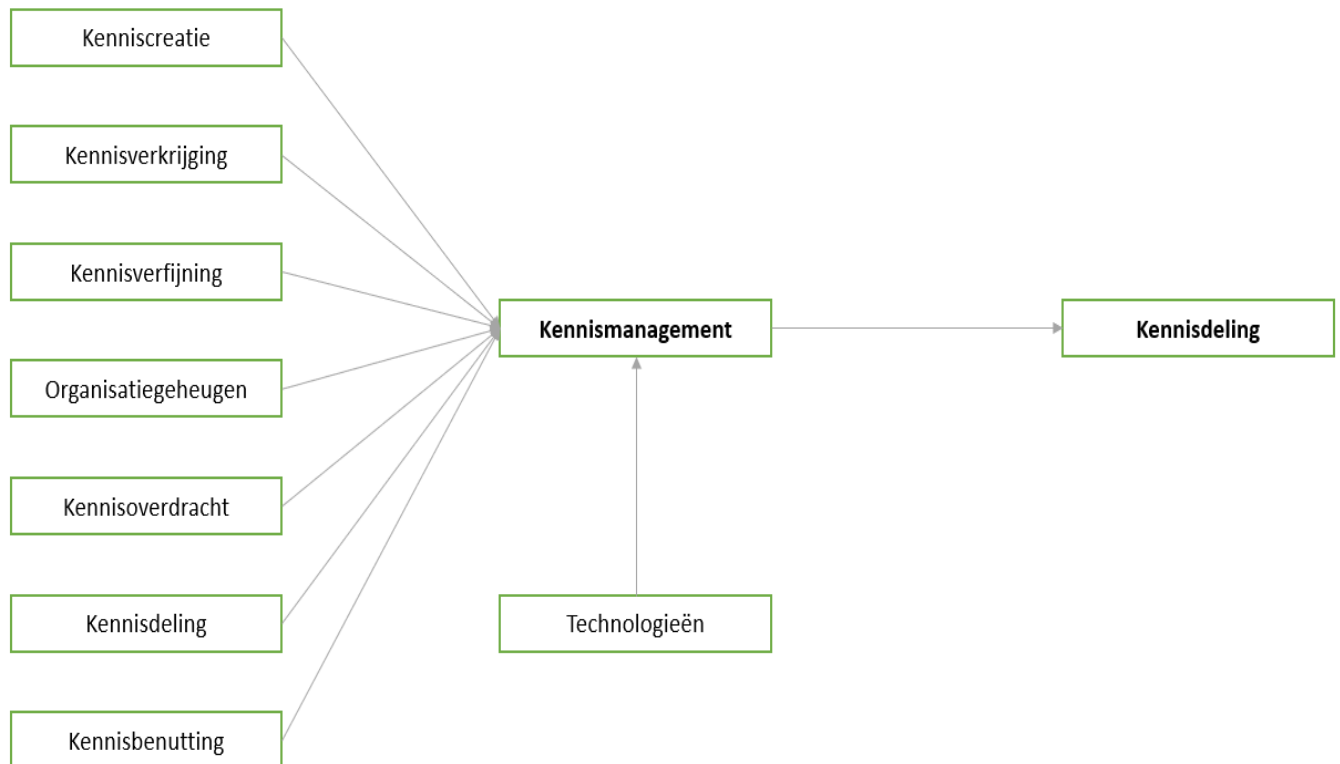 Kenniscreatie
Kennisverkrijging
Kennisverfijning
Kennismanagement
Kennisdeling
Organisatiegeheugen
Kennisoverdracht
Kennisdeling
Technologieën
Kennisbenutting